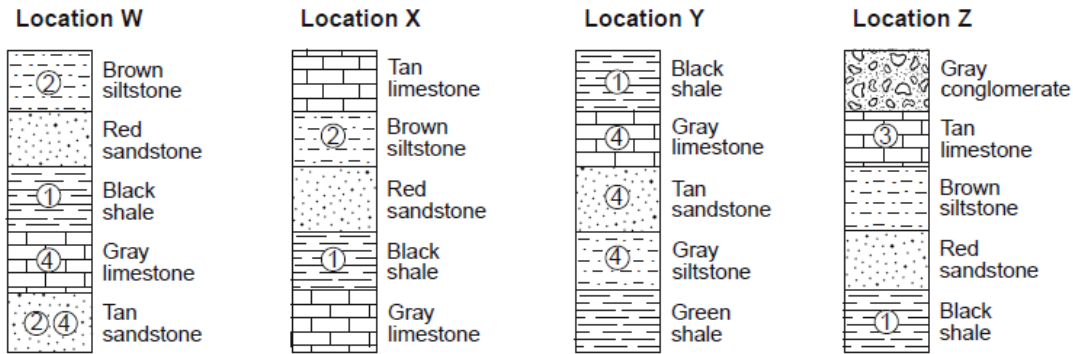 Location W
Location X
Location Y
Location Z
②
Brown
siltstone
Red
sandstone
①
Black
shale
④
Gray
limestone
② ④
Tan
sandstone
Tan
limestone
②
Brown
siltstone
Red
sandstone
①
Black
shale
Gray
limestone
①
Black
shale
④
Gray
limestone
④
Tan
sandstone
④
Gray
siltstone
Green
shale
Gray
conglomerate
③
Tan
limestone
Brown
siltstone
Red
sandstone
①
Black
shale